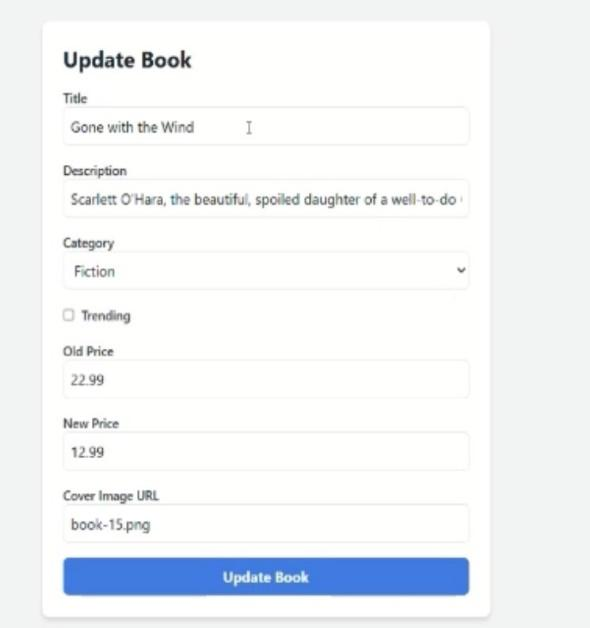 Update Book
Title
Gone with the Wind
Description
Scarlett O'Hara, the beautiful, spoiled daughter of a well-to-do
Category
Fiction
Trending
Old Price
22.99
New Price
12.99
Cover Image URL
book-15.png
Update Book